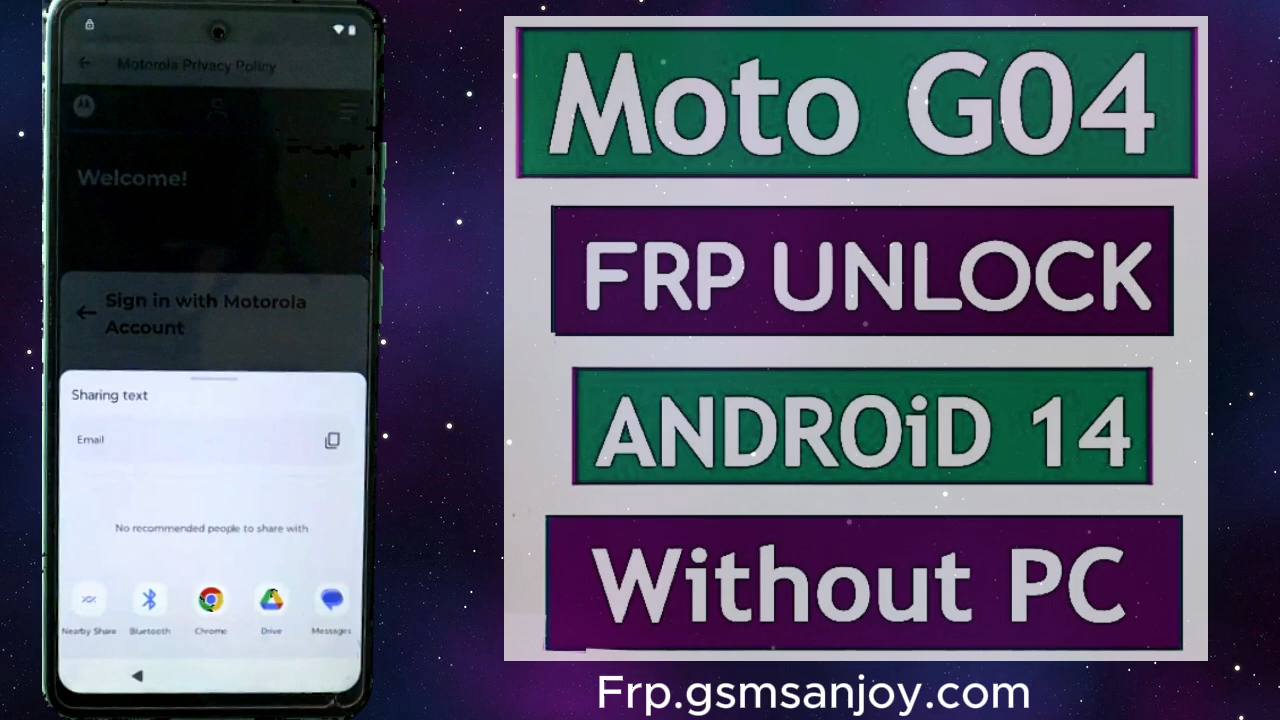 Motorola Privacy Policy
Welcome!
Sign in with Motorola
Account
Sharing text
Email
No recommended people to share with
Nearby Share
Bluetooth
Chrome
Drive
Messages
Moto G04
FRP UNLOCK
ANDROiD 14
Without PC
Frp.gsmsanjoy.com